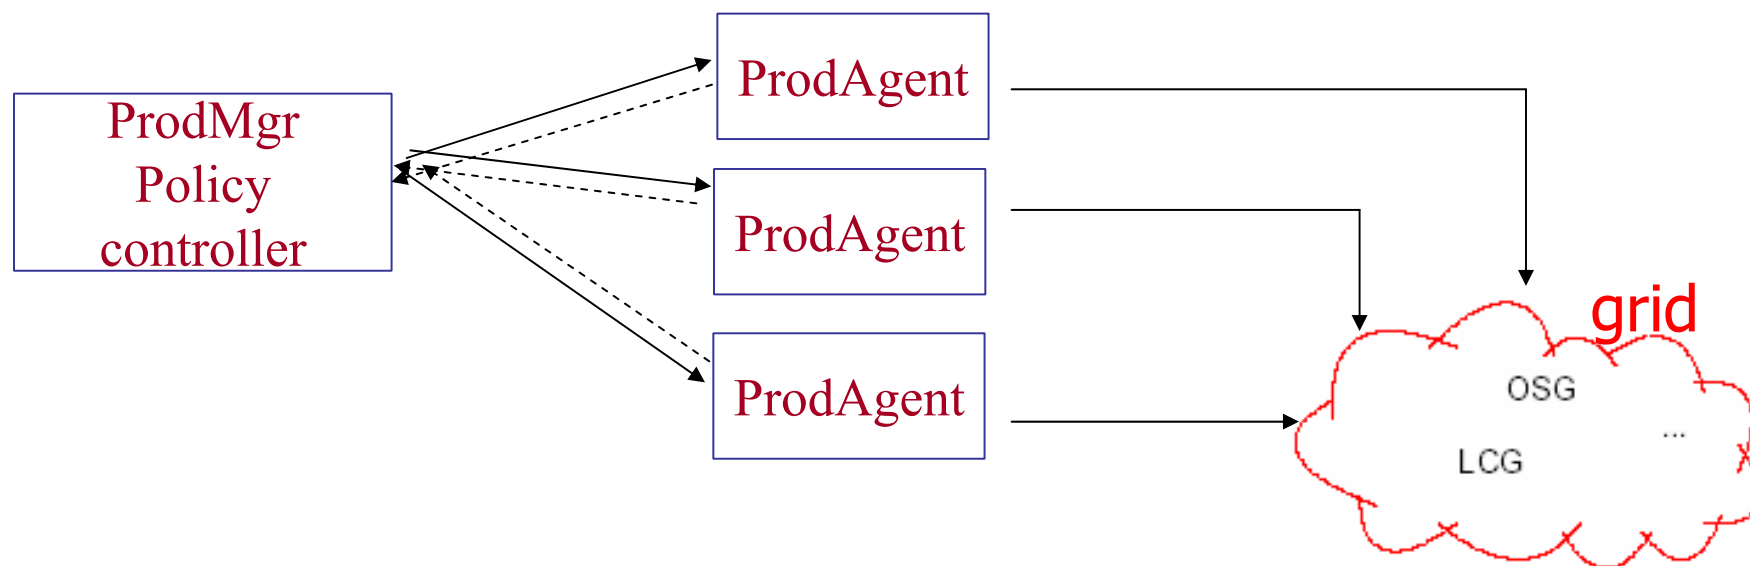 ProdMgr
Policy
controller
ProdAgent
ProdAgent
ProdAgent
grid
OSG
...
LCG